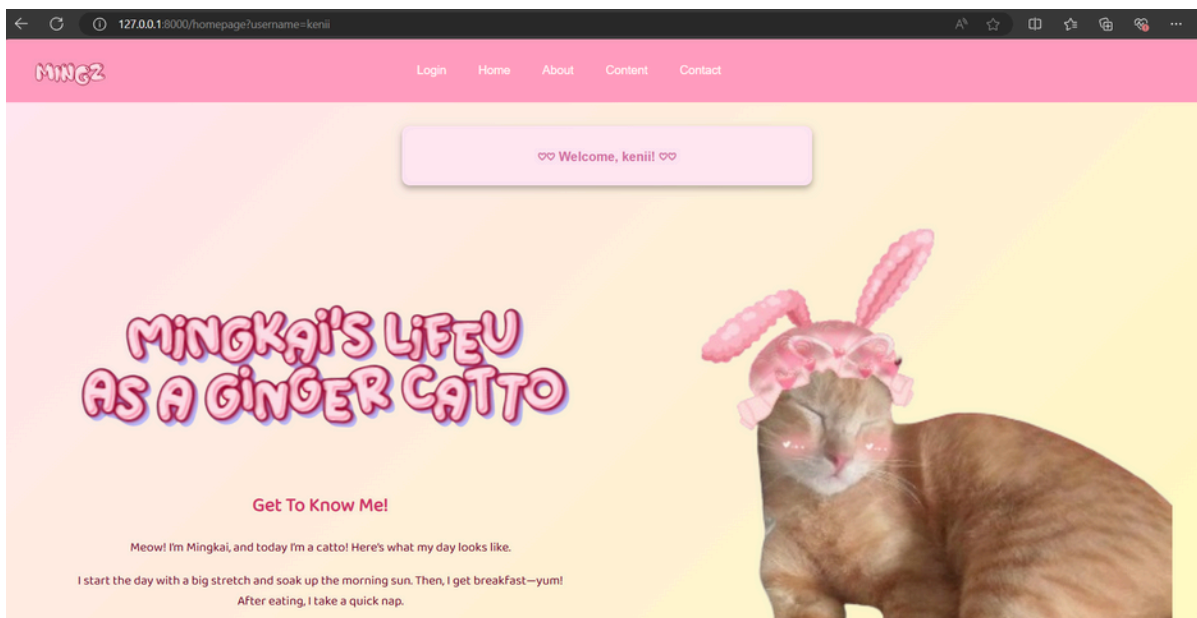 127.0.0.1:8000/homepage?username=kenii
MINGZ
Login Home About Content Contact
♡♡ Welcome, kenii! ♡♡
MINGKAI'S LIFEU
AS A GINGER CATTO
Get To Know Me!
Meow! I'm Mingkai, and today I'm a catto! Here's what my day looks like.
I start the day with a big stretch and soak up the morning sun. Then, I get breakfast—yum!
After eating, I take a quick nap.